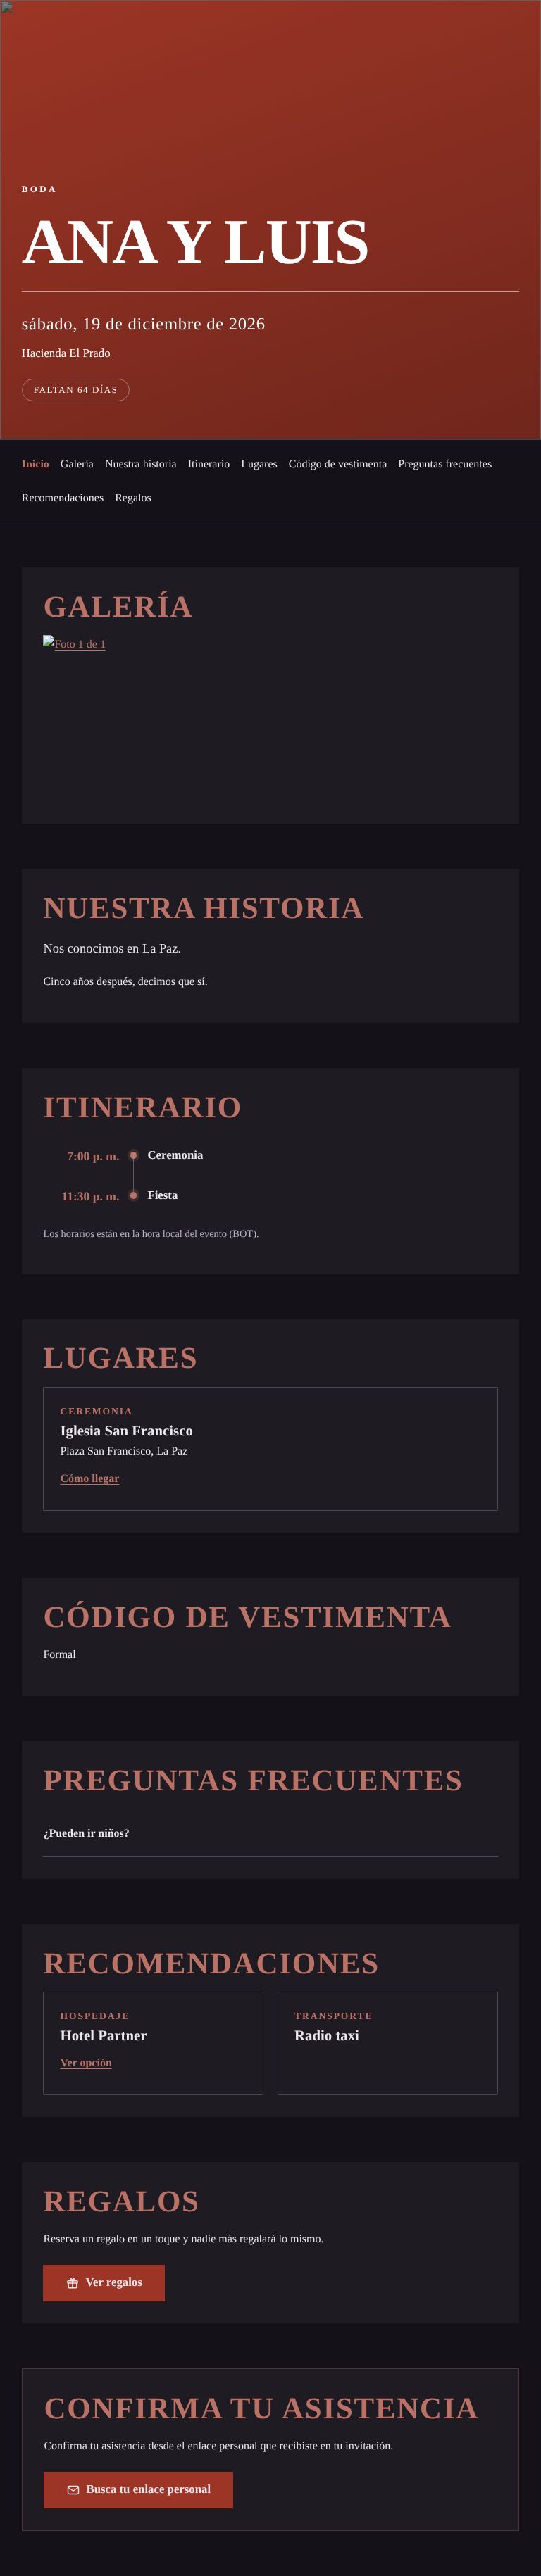 BODA
ANA Y LUIS
sábado, 19 de diciembre de 2026
Hacienda El Prado
FALTAN 64 DÍAS
Inicio Galería Nuestra historia Itinerario Lugares Código de vestimenta Preguntas frecuentes
Recomendaciones Regalos
GALERÍA
Foto 1 de 1
NUESTRA HISTORIA
Nos conocimos en La Paz.
Cinco años después, decimos que sí.
ITINERARIO
7:00 p. m. Ceremonia
11:30 p. m. Fiesta
Los horarios están en la hora local del evento (BOT).
LUGARES
CEREMONIA
Iglesia San Francisco
Plaza San Francisco, La Paz
Cómo llegar
CÓDIGO DE VESTIMENTA
Formal
PREGUNTAS FRECUENTES
¿Pueden ir niños?
RECOMENDACIONES
HOSPEDAJE
Hotel Partner
Ver opción
TRANSPORTE
Radio taxi
REGALOS
Reserva un regalo en un toque y nadie más regalará lo mismo.
Ver regalos
CONFIRMA TU ASISTENCIA
Confirma tu asistencia desde el enlace personal que recibiste en tu invitación.
Busca tu enlace personal